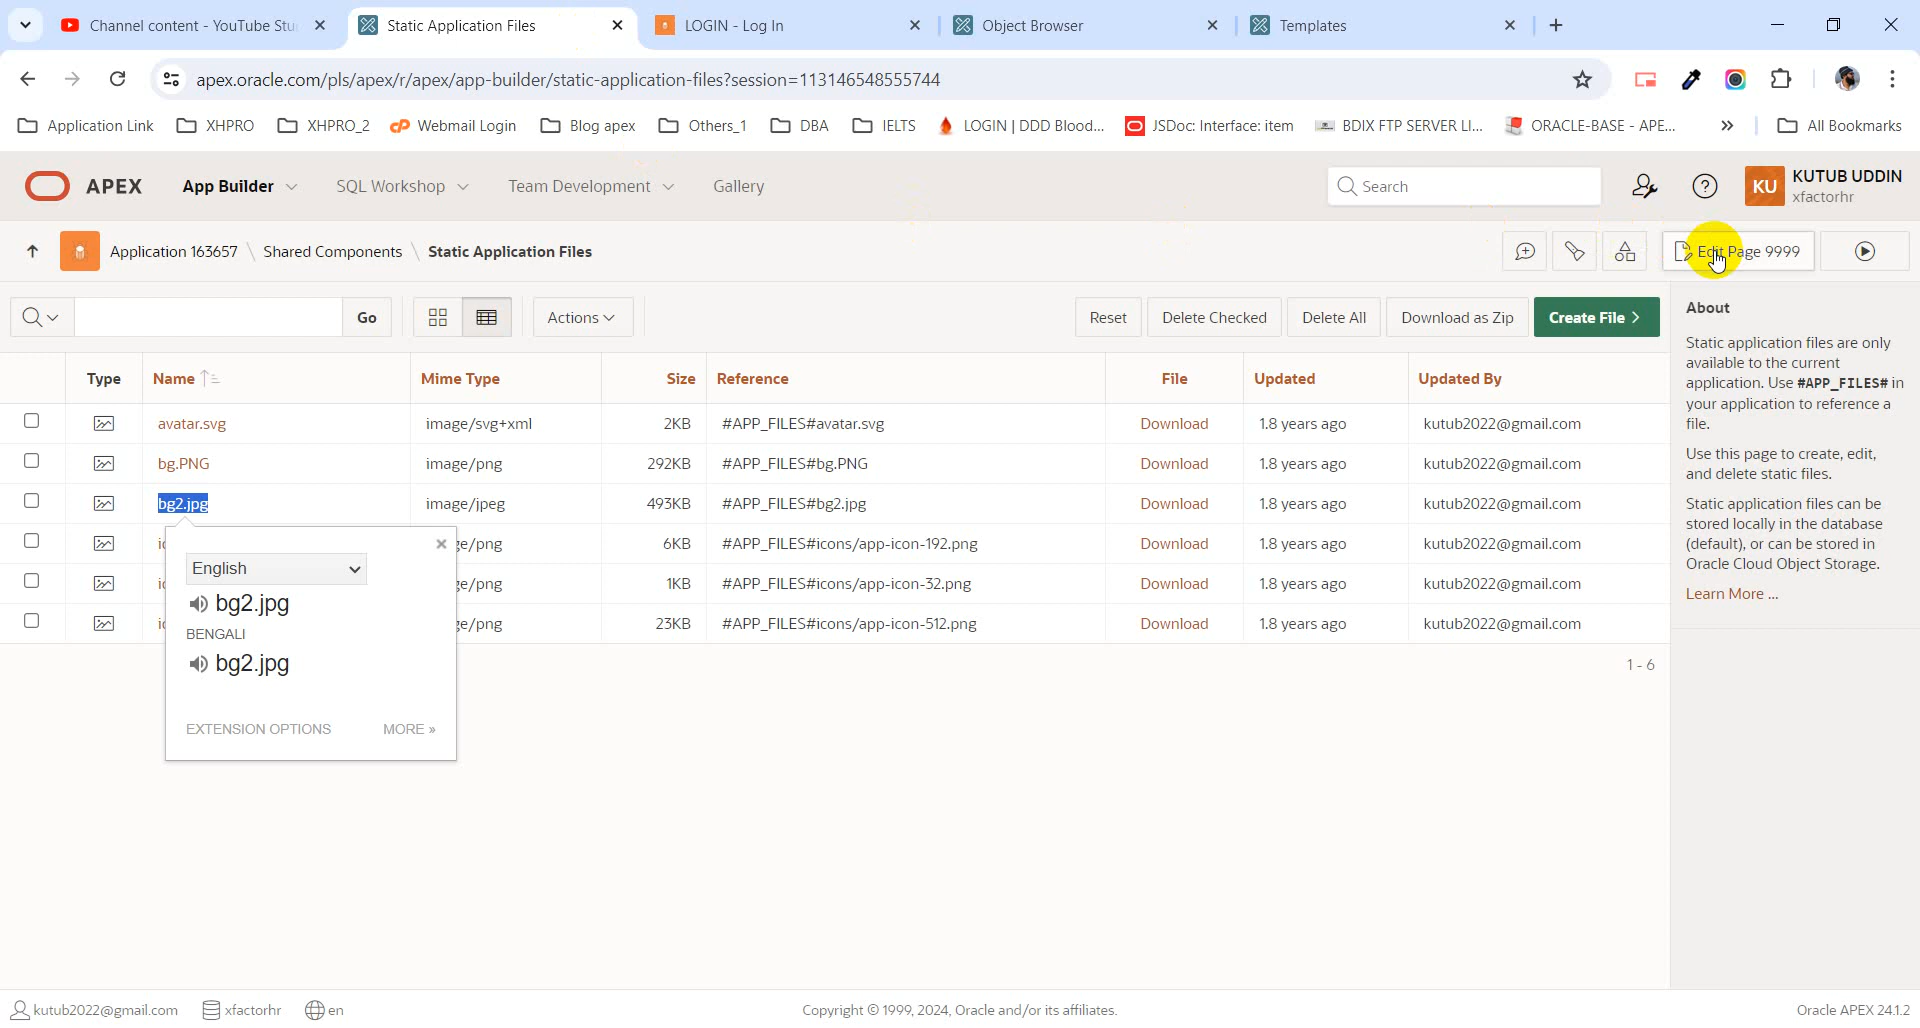 Channel content - YouTube Stu
Static Application Files
LOGIN - Log In
Object Browser
Templates
apex.oracle.com/pls/apex/r/apex/app-builder/static-application-files?session=113146548555744
Application Link
XHPRO
XHPRO_2
Webmail Login
Blog apex
Others_1
DBA
IELTS
LOGIN | DDD Blood...
JSDoc: Interface: item
BDIX FTP SERVER LI...
ORACLE-BASE - APE...
»
All Bookmarks
APEX
App Builder
SQL Workshop
Team Development
Gallery
Search
KU
KUTUB UDDIN
xfactorhr
Application 163657 \ Shared Components \ Static Application Files
Edit Page 9999
Go
Actions
Reset
Delete Checked
Delete All
Download as Zip
Create File
Type Name Mime Type Size Reference File Updated Updated By
avatar.svg image/svg+xml 2KB #APP_FILES#avatar.svg Download 1.8 years ago kutub2022@gmail.com
bg.PNG image/png 292KB #APP_FILES#bg.PNG Download 1.8 years ago kutub2022@gmail.com
bg2.jpg image/jpeg 493KB #APP_FILES#bg2.jpg Download 1.8 years ago kutub2022@gmail.com
ic ge/png 6KB #APP_FILES#icons/app-icon-192.png Download 1.8 years ago kutub2022@gmail.com
ic ge/png 1KB #APP_FILES#icons/app-icon-32.png Download 1.8 years ago kutub2022@gmail.com
ic ge/png 23KB #APP_FILES#icons/app-icon-512.png Download 1.8 years ago kutub2022@gmail.com
1 - 6
English
bg2.jpg
BENGALI
bg2.jpg
EXTENSION OPTIONS
MORE »
About
Static application files are only
available to the current
application. Use #APP_FILES# in
your application to reference a
file.
Use this page to create, edit,
and delete static files.
Static application files can be
stored locally in the database
(default), or can be stored in
Oracle Cloud Object Storage.
Learn More ...
kutub2022@gmail.com
xfactorhr
en
Copyright © 1999, 2024, Oracle and/or its affiliates.
Oracle APEX 24.1.2